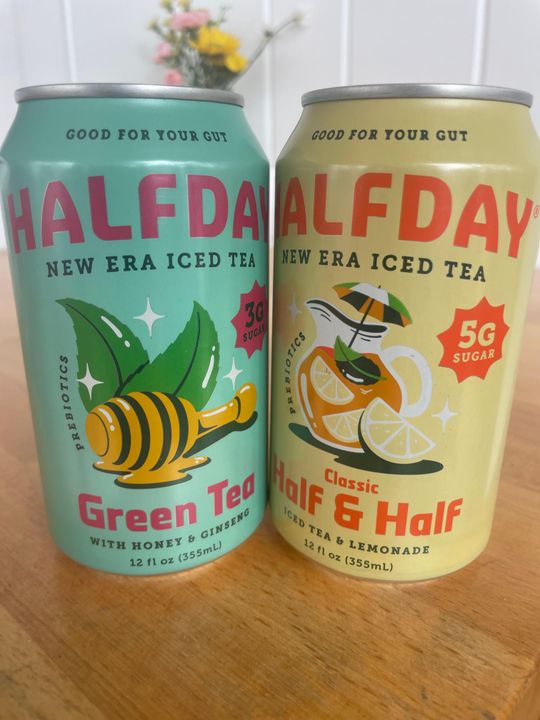 GOOD FOR YOUR GUT
HALFDAY
NEW ERA ICED TEA
3G
SUGAR
PREBIOTICS
Green Tea
WITH HONEY & GINSENG
12 fl oz (355mL)
GOOD FOR YOUR GUT
HALFDAY®
NEW ERA ICED TEA
5G
SUGAR
PREBIOTICS
Classic
Half & Half
ICED TEA & LEMONADE
12 fl oz (355mL)